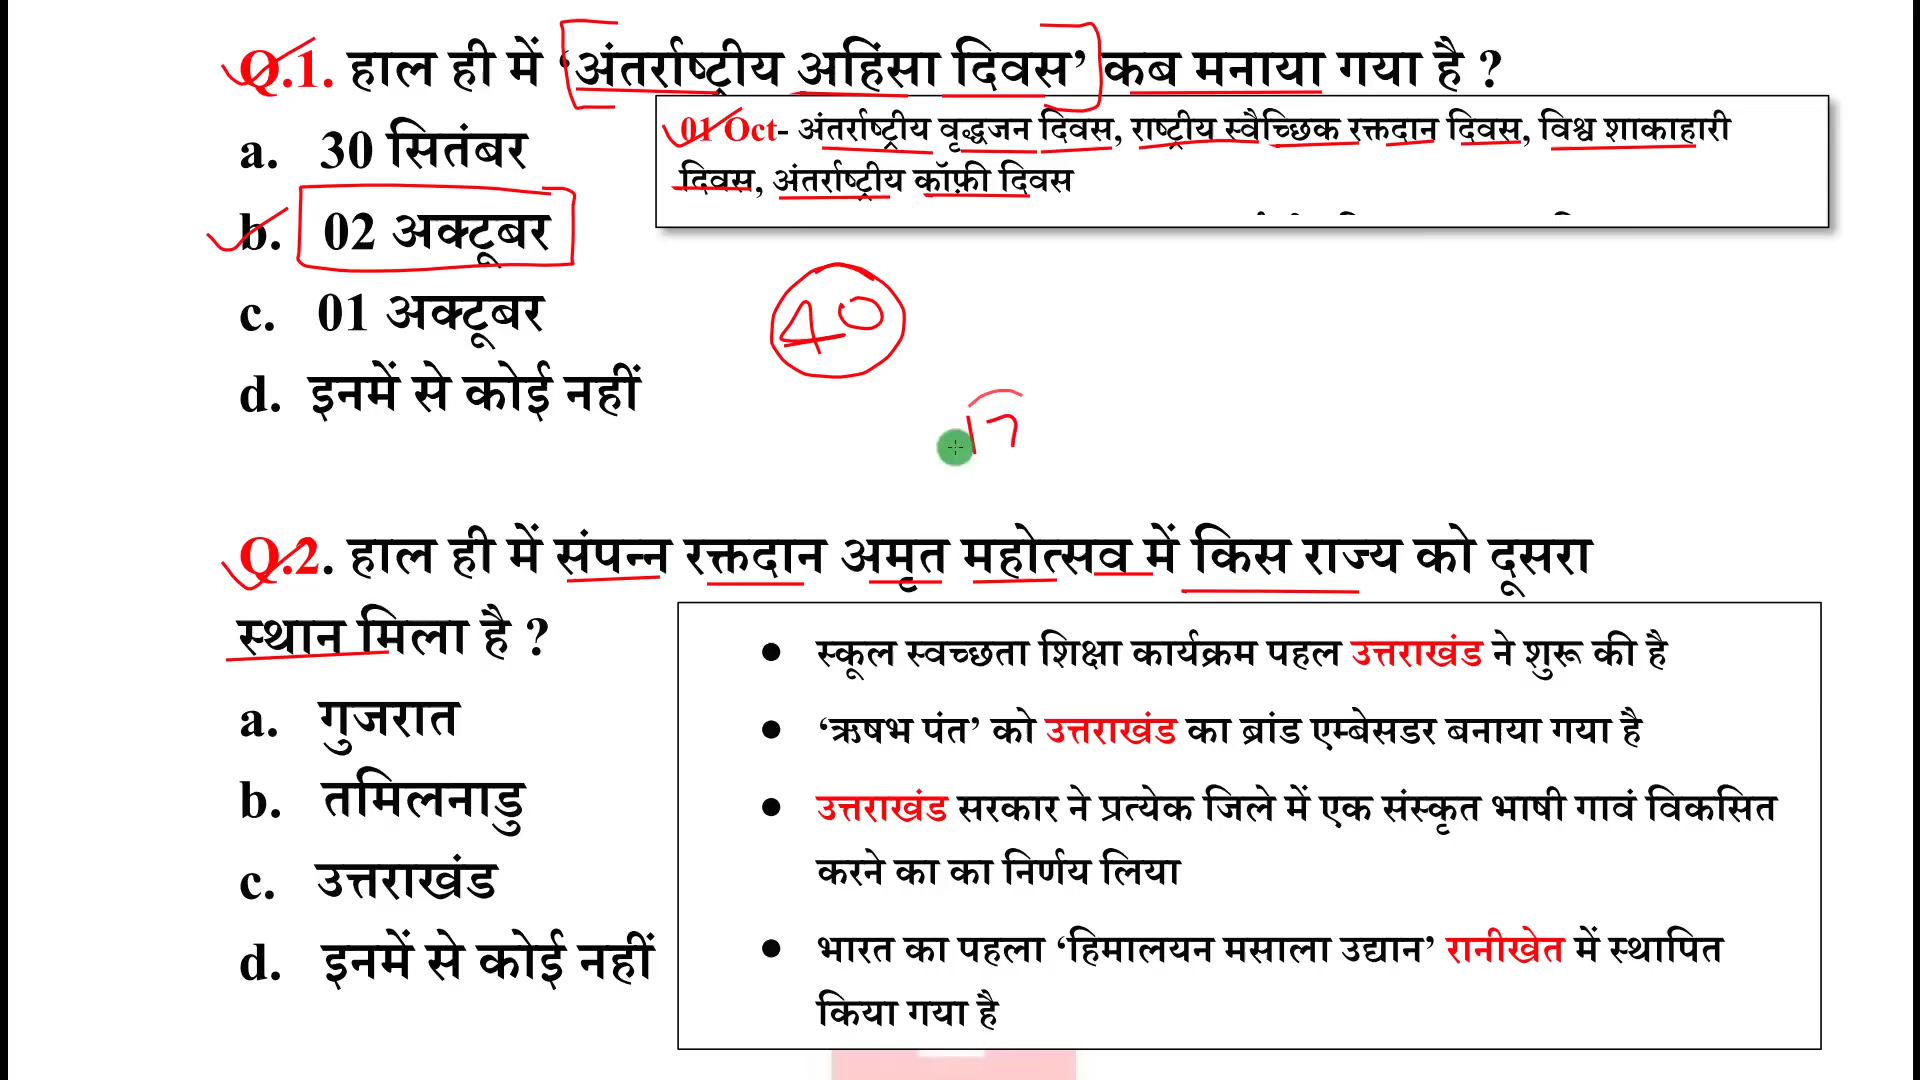 Q.1. हाल ही में ‘अंतर्राष्ट्रीय अहिंसा दिवस’ कब मनाया गया है ?
a. 30 सितंबर
b. 02 अक्टूबर
c. 01 अक्टूबर
d. इनमें से कोई नहीं
01 Oct- अंतर्राष्ट्रीय वृद्धजन दिवस, राष्ट्रीय स्वैच्छिक रक्तदान दिवस, विश्व शाकाहारी
दिवस, अंतर्राष्ट्रीय कॉफ़ी दिवस
40
17
Q.2. हाल ही में संपन्न रक्तदान अमृत महोत्सव में किस राज्य को दूसरा
स्थान मिला है ?
a. गुजरात
b. तमिलनाडु
c. उत्तराखंड
d. इनमें से कोई नहीं
● स्कूल स्वच्छता शिक्षा कार्यक्रम पहल उत्तराखंड ने शुरू की है
● ‘ऋषभ पंत’ को उत्तराखंड का ब्रांड एम्बेसडर बनाया गया है
● उत्तराखंड सरकार ने प्रत्येक जिले में एक संस्कृत भाषी गावं विकसित
करने का का निर्णय लिया
● भारत का पहला ‘हिमालयन मसाला उद्यान’ रानीखेत में स्थापित
किया गया है